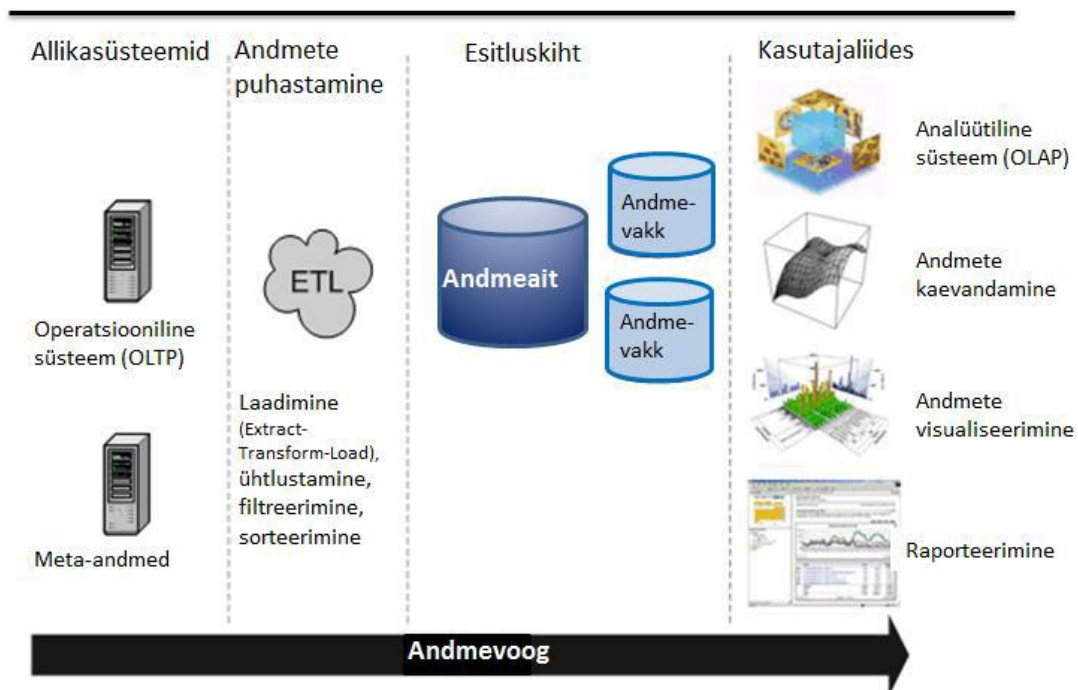 Allikasüsteemid
Andmete
puhastamine
Esitluskiht
Kasutajaliides
Operatsiooniline
süsteem (OLTP)
Meta-andmed
ETL
Laadimine
(Extract-
Transform-Load),
ühtlustamine,
filtreerimine,
sorteerimine
Andmeait
Andme-
vakk
Andme-
vakk
Analüütiline
süsteem (OLAP)
Andmete
kaevandamine
Andmete
visualiseerimine
Raporteerimine
Andmevoog